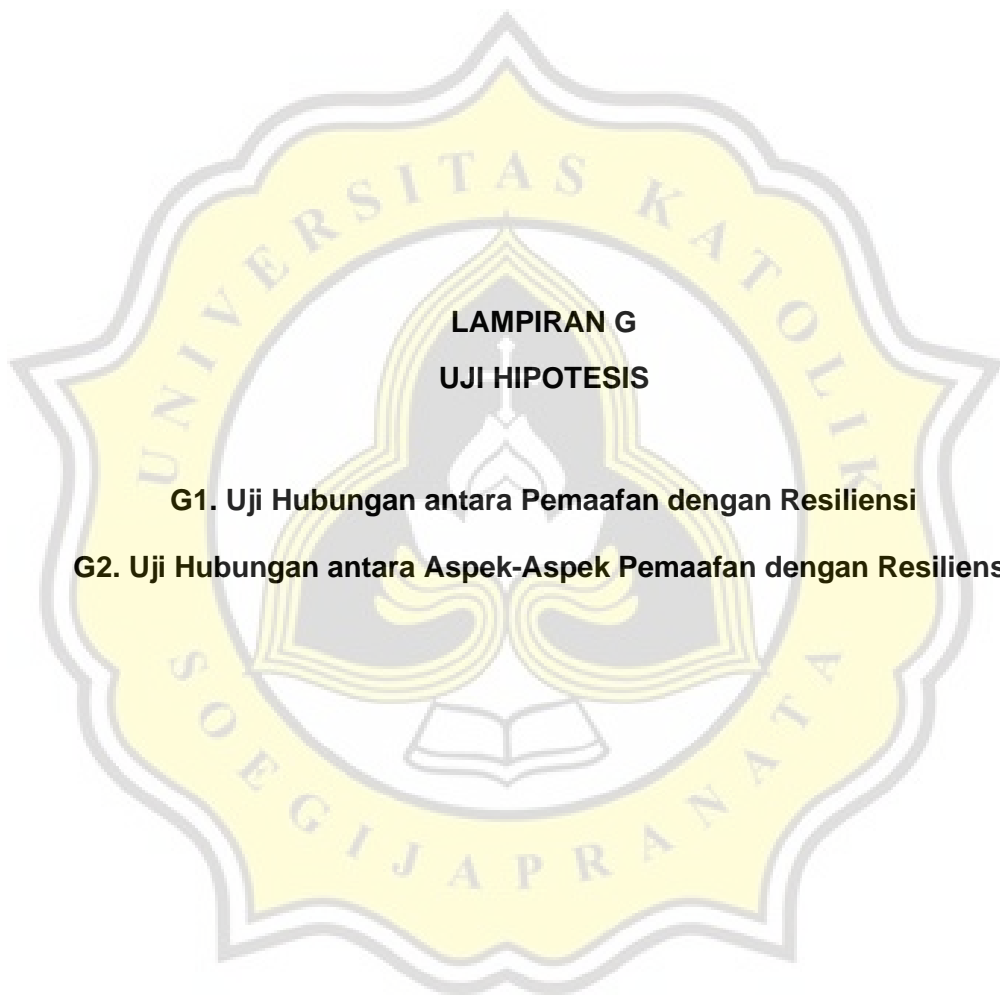 UNIVERSITAS KATOLIK
SOEGIJAPRANATA
LAMPIRAN G
UJI HIPOTESIS
G1. Uji Hubungan antara Pemaafan dengan Resiliensi
G2. Uji Hubungan antara Aspek-Aspek Pemaafan dengan Resiliens